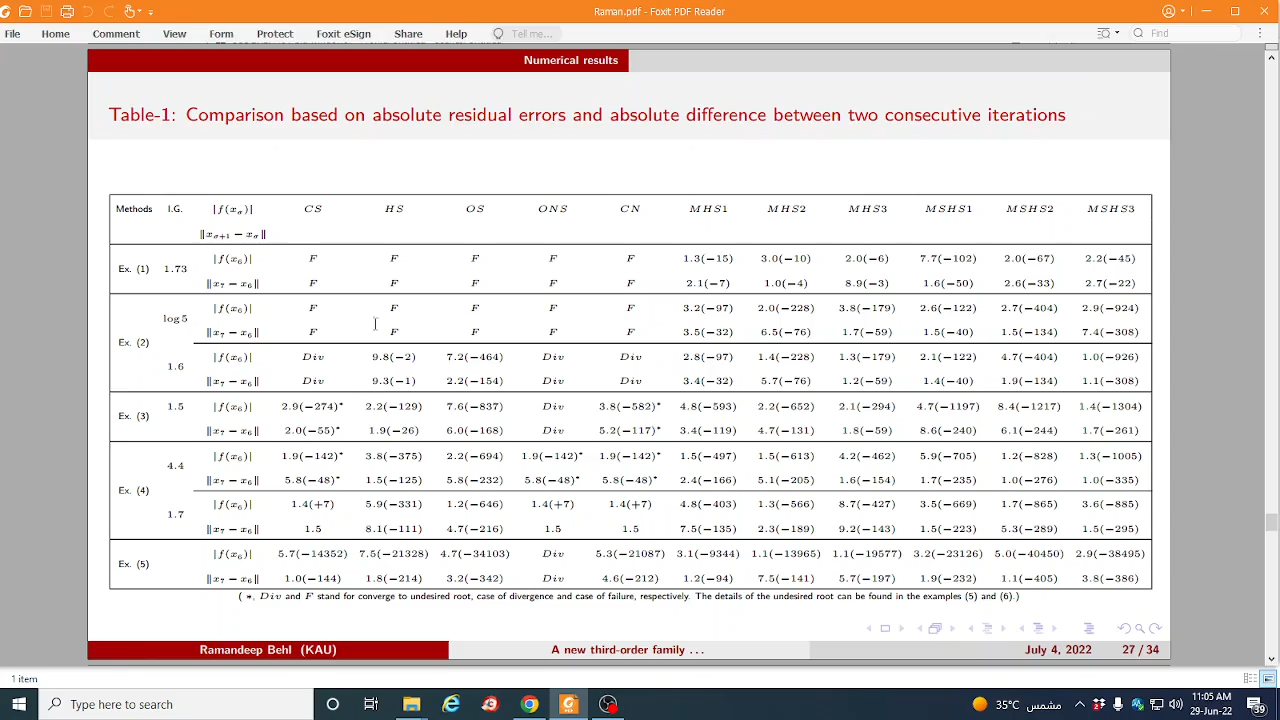 Raman.pdf - Foxit PDF Reader
File Home Comment View Form Protect Foxit eSign Share Help Tell me... Find
Numerical results
Table-1: Comparison based on absolute residual errors and absolute difference between two consecutive iterations
Methods I.G. |f(xσ)| CS HS OS ONS CN MHS1 MHS2 MHS3 MSHS1 MSHS2 MSHS3
‖xσ+1 − xσ‖
Ex. (1) 1.73 |f(x6)| F F F F F 1.3(−15) 3.0(−10) 2.0(−6) 7.7(−102) 2.0(−67) 2.2(−45)
‖x7 − x6‖ F F F F F 2.1(−7) 1.0(−4) 8.9(−3) 1.6(−50) 2.6(−33) 2.7(−22)
Ex. (2) log 5 |f(x6)| F F F F F 3.2(−97) 2.0(−228) 3.8(−179) 2.6(−122) 2.7(−404) 2.9(−924)
‖x7 − x6‖ F F F F F 3.5(−32) 6.5(−76) 1.7(−59) 1.5(−40) 1.5(−134) 7.4(−308)
1.6 |f(x6)| Div 9.8(−2) 7.2(−464) Div Div 2.8(−97) 1.4(−228) 1.3(−179) 2.1(−122) 4.7(−404) 1.0(−926)
‖x7 − x6‖ Div 9.3(−1) 2.2(−154) Div Div 3.4(−32) 5.7(−76) 1.2(−59) 1.4(−40) 1.9(−134) 1.1(−308)
Ex. (3) 1.5 |f(x6)| 2.9(−274)* 2.2(−129) 7.6(−837) Div 3.8(−582)* 4.8(−593) 2.2(−652) 2.1(−294) 4.7(−1197) 8.4(−1217) 1.4(−1304)
‖x7 − x6‖ 2.0(−55)* 1.9(−26) 6.0(−168) Div 5.2(−117)* 3.4(−119) 4.7(−131) 1.8(−59) 8.6(−240) 6.1(−244) 1.7(−261)
Ex. (4) 4.4 |f(x6)| 1.9(−142)* 3.8(−375) 2.2(−694) 1.9(−142)* 1.9(−142)* 1.5(−497) 1.5(−613) 2.4(−462) 5.9(−705) 1.2(−828) 1.3(−1005)
‖x7 − x6‖ 5.8(−48)* 1.5(−125) 5.8(−232) 5.8(−48)* 5.8(−48)* 2.4(−166) 5.1(−205) 1.6(−154) 1.7(−235) 1.0(−276) 1.0(−335)
1.7 |f(x6)| 1.4(+7) 5.9(−331) 1.2(−646) 1.4(+7) 1.4(+7) 4.8(−403) 1.3(−566) 8.7(−427) 3.5(−669) 1.7(−865) 3.6(−885)
‖x7 − x6‖ 1.5 8.1(−111) 4.7(−216) 1.5 1.5 7.5(−135) 2.3(−189) 9.2(−143) 1.5(−223) 5.3(−289) 1.5(−295)
Ex. (5) |f(x6)| 5.7(−14352) 7.5(−21328) 4.7(−34103) Div 5.3(−21087) 3.1(−9344) 1.1(−13965) 1.1(−19577) 3.2(−23126) 5.0(−40450) 2.9(−38495)
‖x7 − x6‖ 1.0(−144) 1.8(−214) 3.2(−342) Div 4.6(−212) 1.2(−94) 7.5(−141) 5.7(−197) 1.9(−232) 1.1(−405) 3.8(−386)
( *, Div and F stand for converge to undesired root, case of divergence and case of failure, respectively. The details of the undesired root can be found in the examples (5) and (6).)
Ramandeep Behl (KAU) A new third-order family ... July 4, 2022 27 / 34
1 item
Type here to search 35°C مشمس 11:05 AM
29-Jun-22